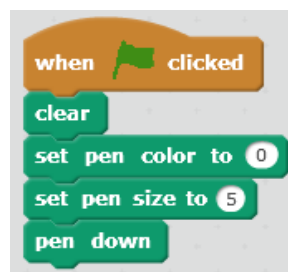 when clicked
clear
set pen color to 0
set pen size to 5
pen down